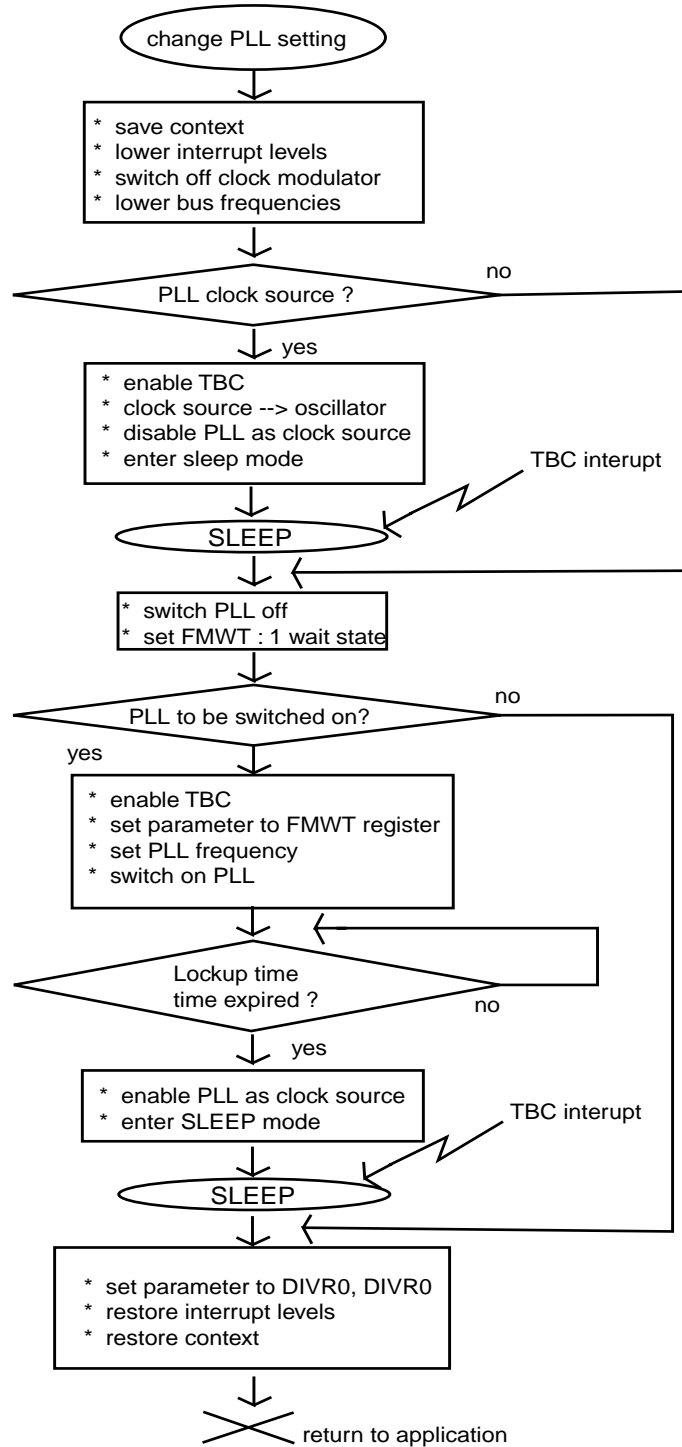 change PLL setting
* save context
* lower interrupt levels
* switch off clock modulator
* lower bus frequencies
no
PLL clock source ?
yes
* enable TBC
* clock source --> oscillator
* disable PLL as clock source
* enter sleep mode
TBC interupt
SLEEP
* switch PLL off
* set FMWT : 1 wait state
no
PLL to be switched on?
yes
* enable TBC
* set parameter to FMWT register
* set PLL frequency
* switch on PLL
Lockup time
time expired ?
no
yes
* enable PLL as clock source
* enter SLEEP mode
TBC interupt
SLEEP
* set parameter to DIVR0, DIVR0
* restore interrupt levels
* restore context
return to application